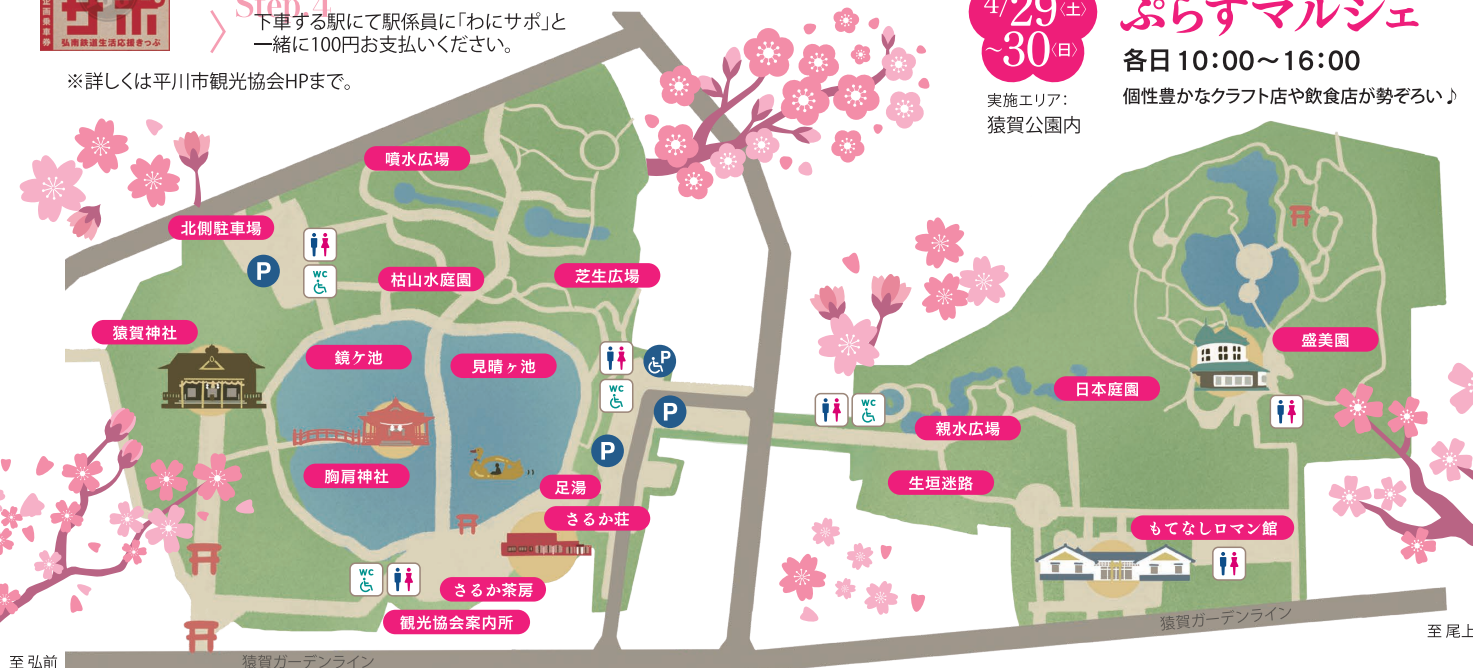 企画乗車券
サポ
弘南鉄道生活応援きっぷ
Step 4
下車する駅にて駅係員に「わにサポ」と
一緒に100円お支払いください。
※詳しくは平川市観光協会HPまで。
4/29〈土〉
～30〈日〉
ぷらすマルシェ
各日10：00～16：00
個性豊かなクラフト店や飲食店が勢ぞろい♪
実施エリア：
猿賀公園内
噴水広場
北側駐車場
P
WC
枯山水庭園
芝生広場
猿賀神社
鏡ケ池
見晴ヶ池
P
WC
P
P
胸肩神社
足湯
さるか荘
WC
さるか茶房
観光協会案内所
盛美園
日本庭園
WC
親水広場
生垣迷路
もてなしロマン館
猿賀ガーデンライン
至 尾上
至 弘前
猿賀ガーデンライン